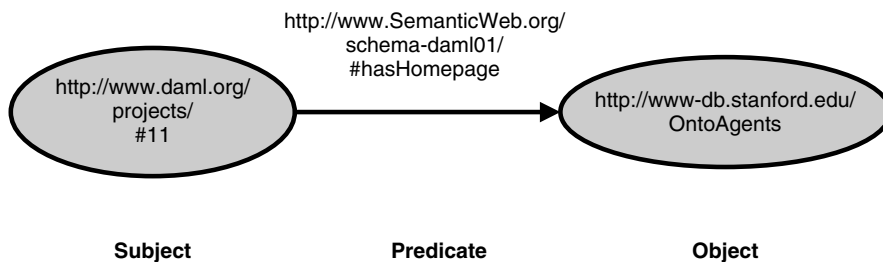 http://www.SemanticWeb.org/
schema-daml01/
#hasHomepage
http://www.daml.org/
projects/
#11
http://www-db.stanford.edu/
OntoAgents
Subject
Predicate
Object